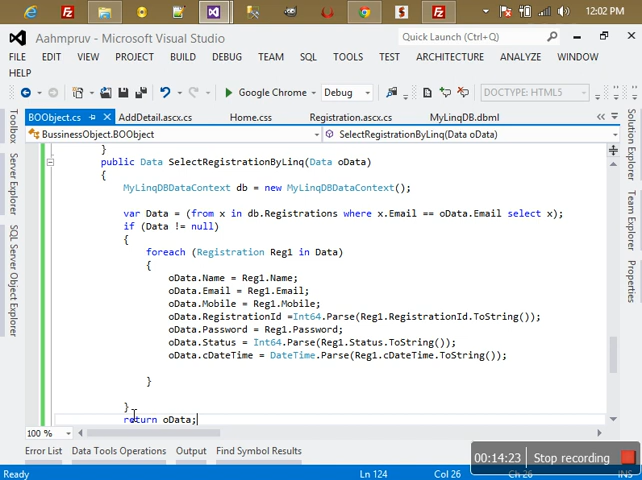 12:02 PM
Aahmpruv - Microsoft Visual Studio
Quick Launch (Ctrl+Q)
FILE EDIT VIEW PROJECT BUILD DEBUG TEAM SQL TOOLS TEST ARCHITECTURE ANALYZE WINDOW
HELP
Google Chrome Debug DOCTYPE: HTML5
BOObject.cs AddDetail.ascx.cs Home.css Registration.ascx.cs MyLinqDB.dbml
BussinessObject.BOObject SelectRegistrationByLinq(Data oData)
Toolbox
Server Explorer
SQL Server Object Explorer
}
public Data SelectRegistrationByLinq(Data oData)
{
MyLinqDBDataContext db = new MyLinqDBDataContext();
var Data = (from x in db.Registrations where x.Email == oData.Email select x);
if (Data != null)
{
foreach (Registration Reg1 in Data)
{
oData.Name = Reg1.Name;
oData.Email = Reg1.Email;
oData.Mobile = Reg1.Mobile;
oData.RegistrationId =Int64.Parse(Reg1.RegistrationId.ToString());
oData.Password = Reg1.Password;
oData.Status = Int64.Parse(Reg1.Status.ToString());
oData.cDateTime = DateTime.Parse(Reg1.cDateTime.ToString());
}
}
return oData;
Solution Explorer
Team Explorer
Properties
100 %
Error List Data Tools Operations Output Find Symbol Results
00:14:23 Stop recording
Ready Ln 124 Col 26 Ch 26